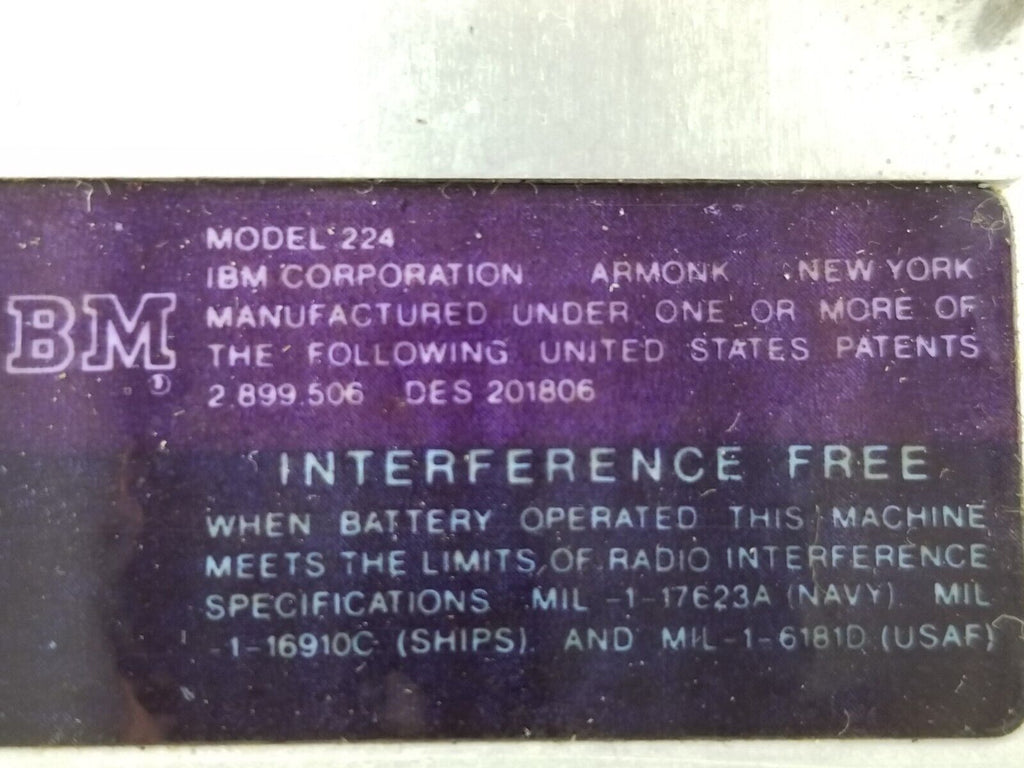 BM
MODEL 224
IBM CORPORATION ARMONK NEW YORK
MANUFACTURED UNDER ONE OR MORE OF
THE FOLLOWING UNITED STATES PATENTS
2 899 506 DES 201806
INTERFERENCE FREE
WHEN BATTERY OPERATED THIS MACHINE
MEETS THE LIMITS OF RADIO INTERFERENCE
SPECIFICATIONS MIL -1-17623A (NAVY). MIL
-1-16910C (SHIPS). AND MIL-1-6181D (USAF)